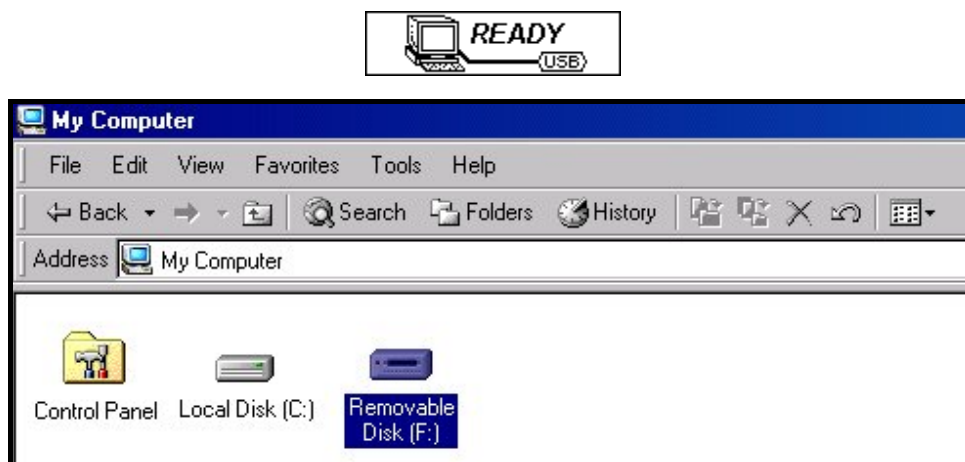 READY
USB
My Computer
File Edit View Favorites Tools Help
Back Search Folders History
Address My Computer
Control Panel Local Disk (C:) Removable
Disk (F:)